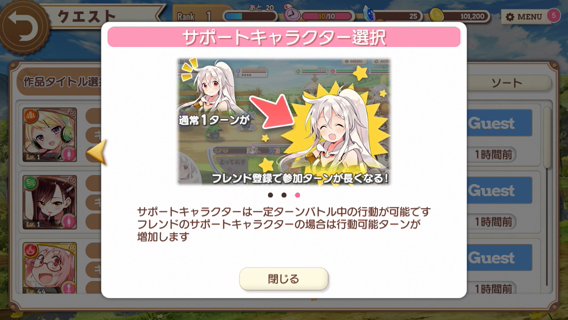 クエスト
Rank 1
あと 20
/10
25
101,200
MENU
5
サポートキャラクター選択
作品タイトル選
ソート
通常1ターンが
フレンド登録で参加ターンが長くなる!
Lv. 1
Guest
1時間前
Lv. 1
Guest
1時間前
Guest
サポートキャラクターは一定ターンバトル中の行動が可能です
フレンドのサポートキャラクターの場合は行動可能ターンが
増加します
閉じる